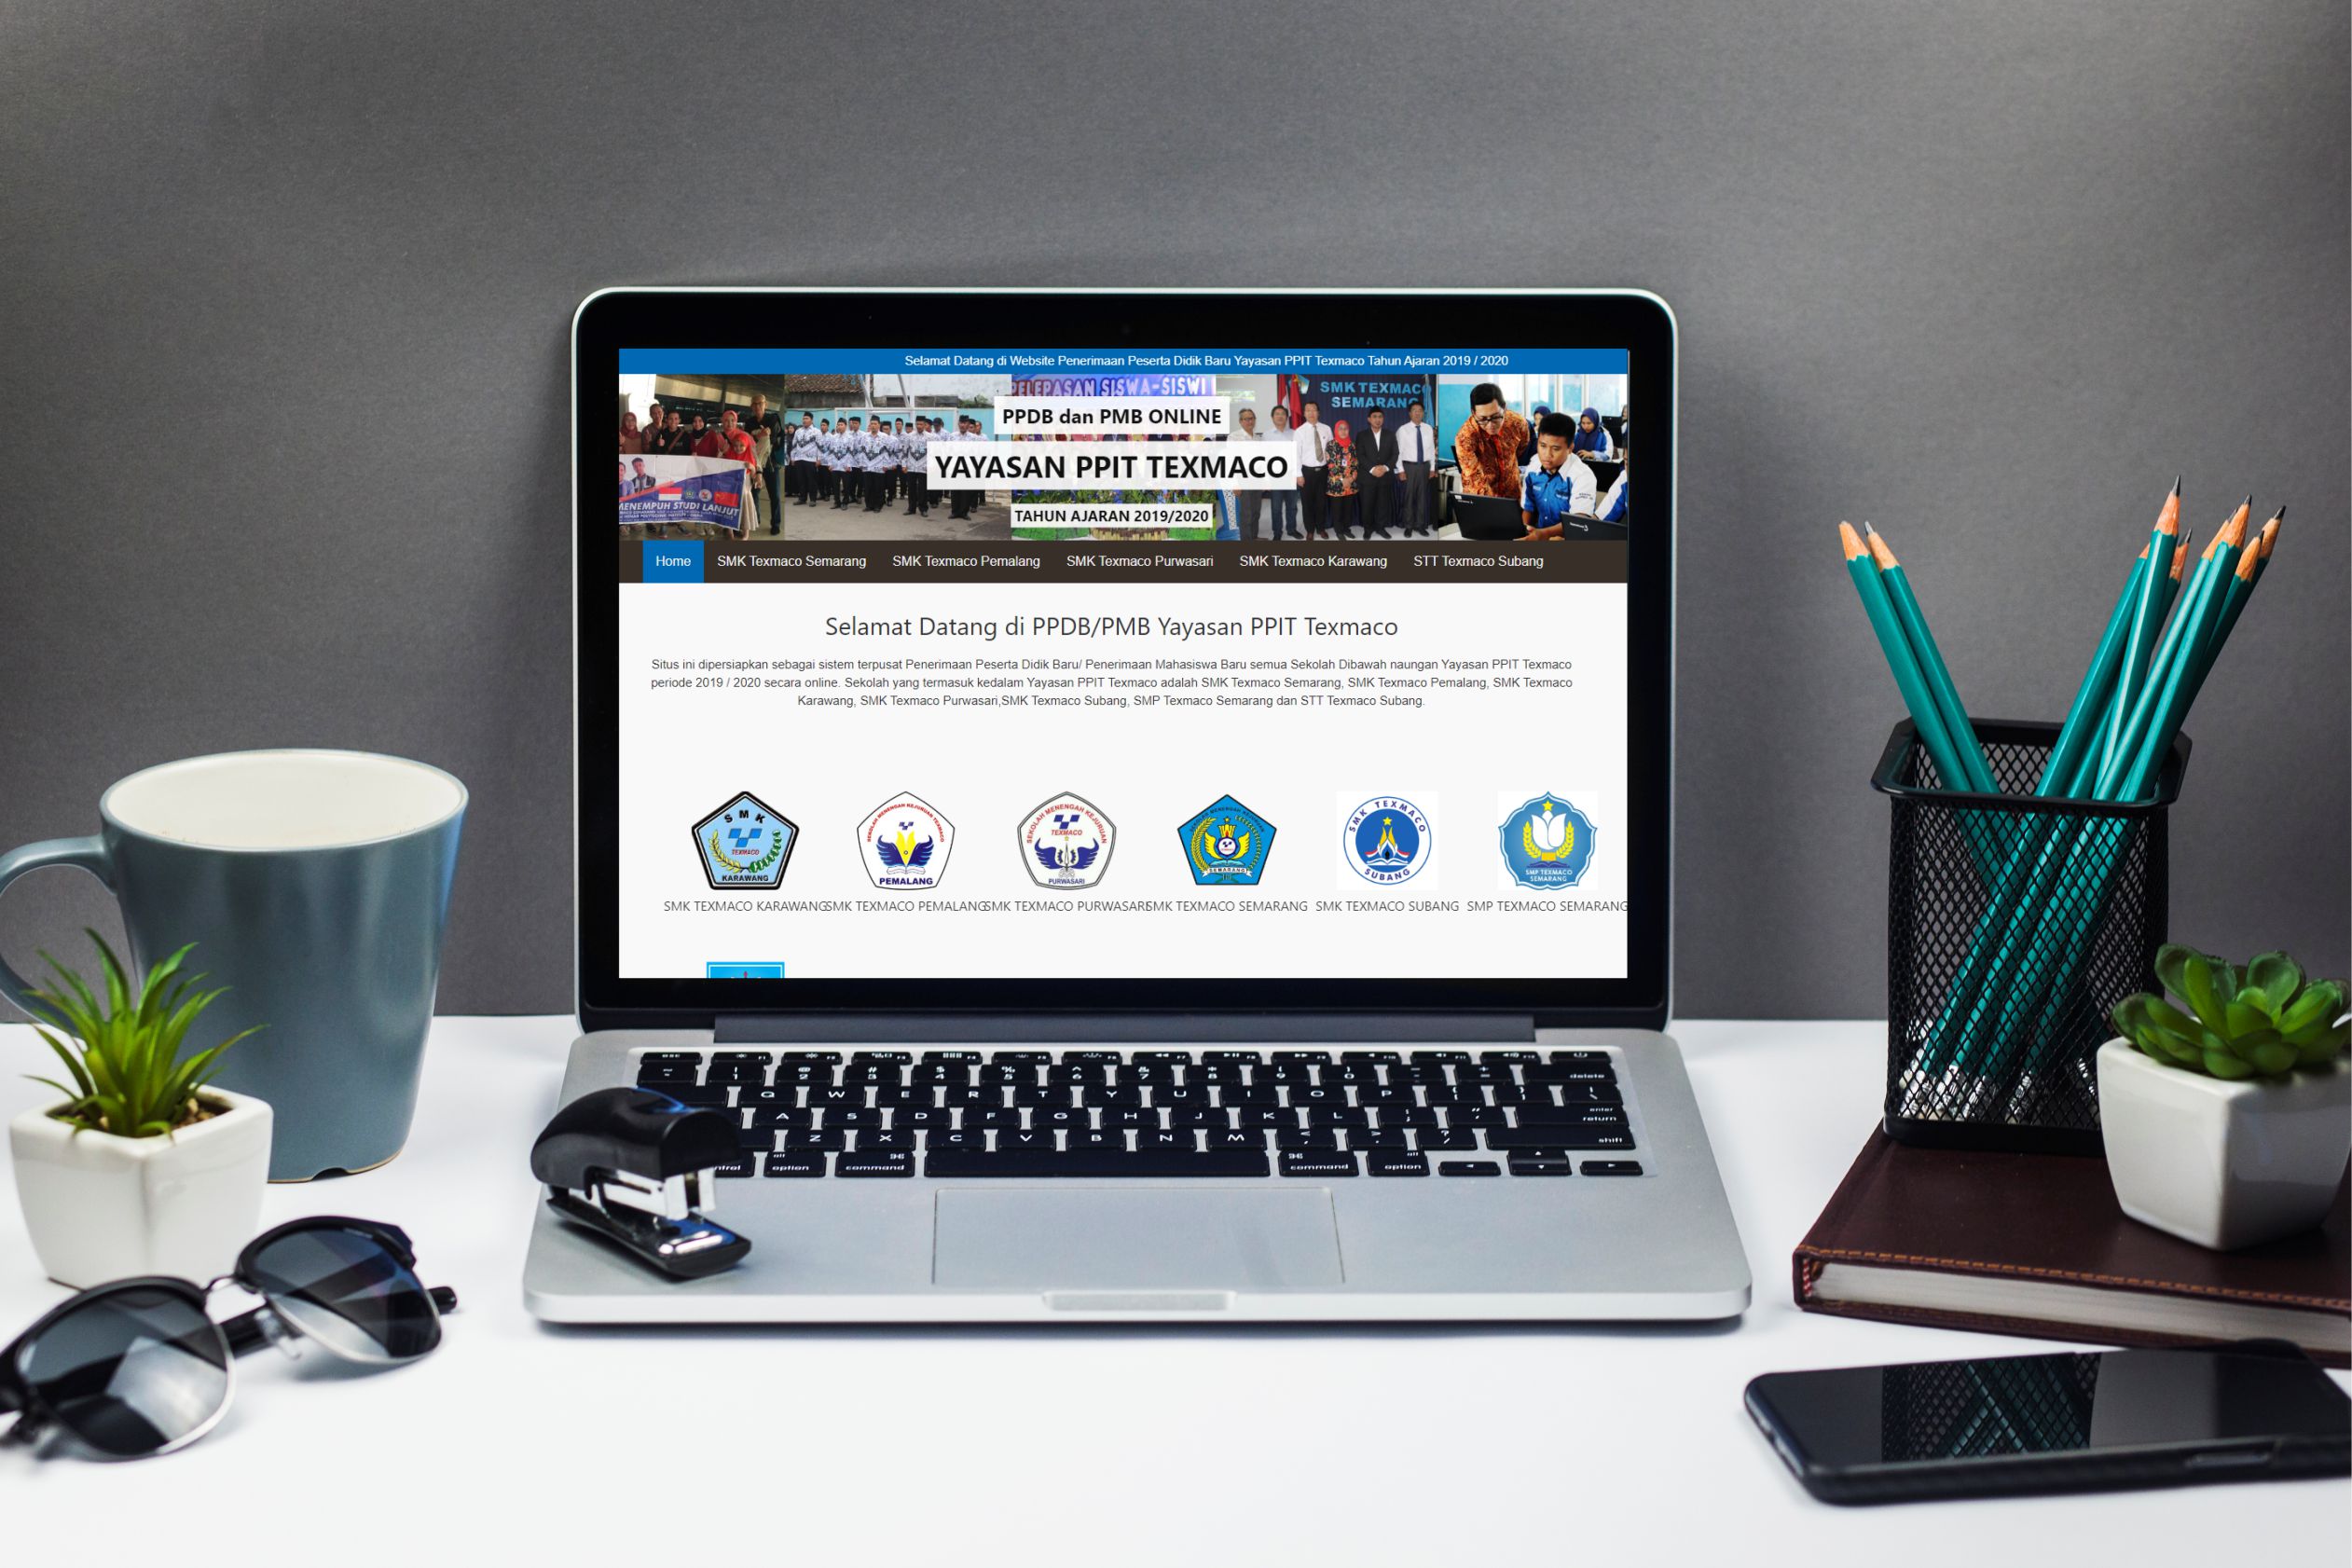 Selamat Datang di Website Penerimaan Peserta Didik Baru Yayasan PPIT Texmaco Tahun Ajaran 2019 / 2020
PELEPASAN SISWA-SISWI
SMK TEXMACO
SEMARANG
PPDB dan PMB ONLINE
YAYASAN PPIT TEXMACO
MENEMPUH STUDI LANJUT
TAHUN AJARAN 2019/2020
Home SMK Texmaco Semarang SMK Texmaco Pemalang SMK Texmaco Purwasari SMK Texmaco Karawang STT Texmaco Subang
Selamat Datang di PPDB/PMB Yayasan PPIT Texmaco
Situs ini dipersiapkan sebagai sistem terpusat Penerimaan Peserta Didik Baru/ Penerimaan Mahasiswa Baru semua Sekolah Dibawah naungan Yayasan PPIT Texmaco
periode 2019 / 2020 secara online. Sekolah yang termasuk kedalam Yayasan PPIT Texmaco adalah SMK Texmaco Semarang, SMK Texmaco Pemalang, SMK Texmaco
Karawang, SMK Texmaco Purwasari,SMK Texmaco Subang, SMP Texmaco Semarang dan STT Texmaco Subang.
SMK
TEXMACO
KARAWANG
SEKOLAH MENENGAH KEJURUAN TEXMACO
PEMALANG
SEKOLAH MENENGAH KEJURUAN
TEXMACO
PURWASARI
SEMARANG
SMK TEXMACO
SUBANG
SMP TEXMACO
SEMARANG
SMK TEXMACO KARAWANG SMK TEXMACO PEMALANG SMK TEXMACO PURWASARI SMK TEXMACO SEMARANG SMK TEXMACO SUBANG SMP TEXMACO SEMARANG
delete
Q W E R T Y U I O P
A S D F G H J K L
enter
return
Z X C V B N M
shift
option command command option